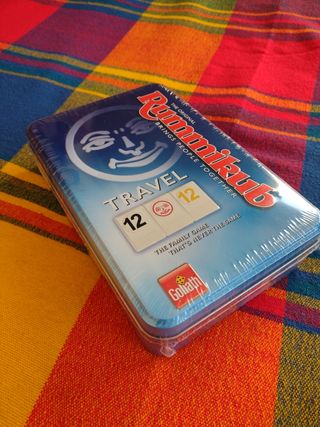 THE ORIGINAL
Rummikub
BRINGS PEOPLE TOGETHER
TRAVEL
12 12
THE FAMILY GAME
THAT'S NEVER THE SAME
Goliath